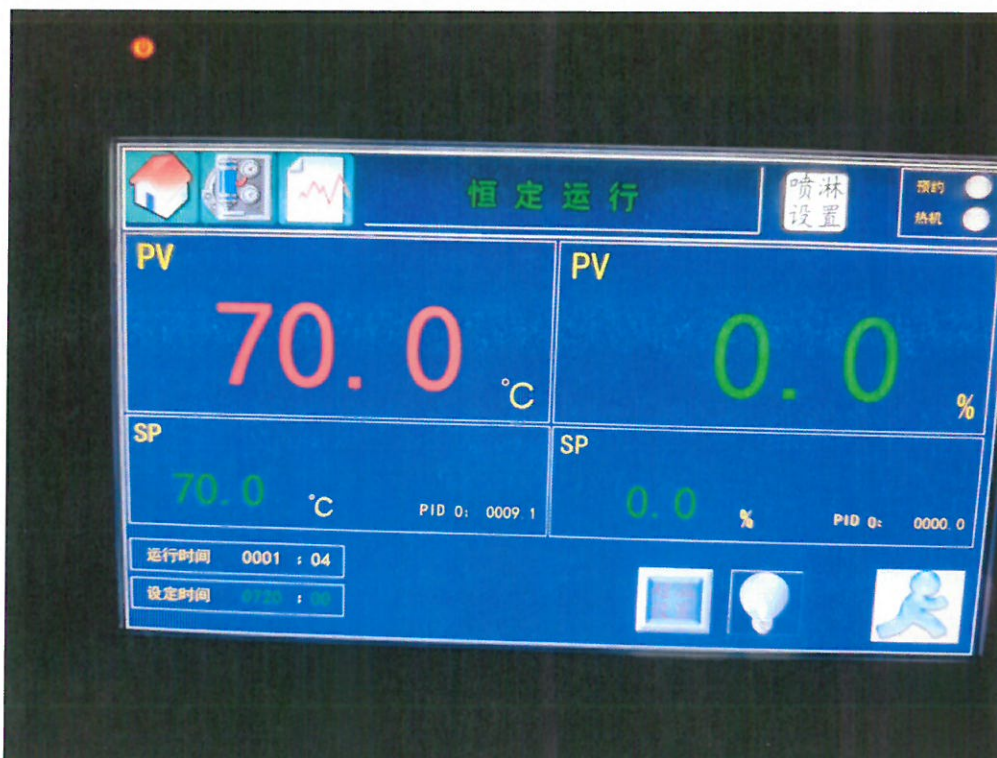 恒定运行
喷淋
设置
预约
热机
PV
70.0 ℃
PV
0.0 %
SP
70.0 ℃ PID Q: 0009.1
SP
0.0 % PID Q: 0000.0
运行时间 0001 : 04
设定时间 0720 : 00